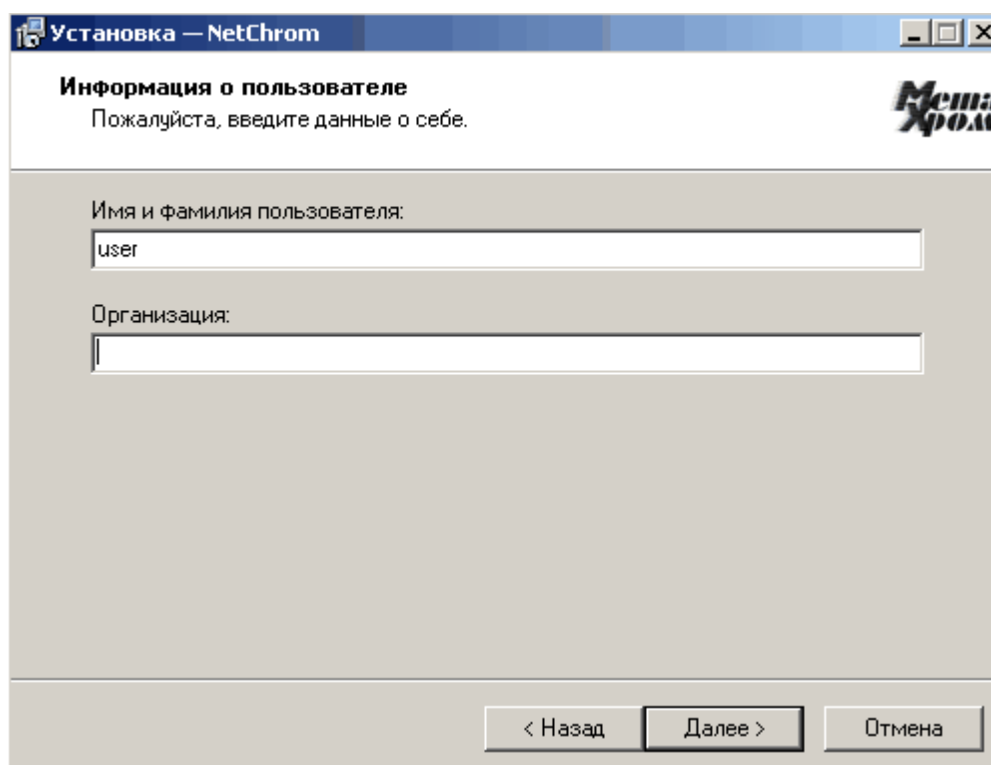 Установка — NetChrom
Информация о пользователе
Пожалуйста, введите данные о себе.
Имя и фамилия пользователя:
user
Организация:
< Назад
Далее >
Отмена